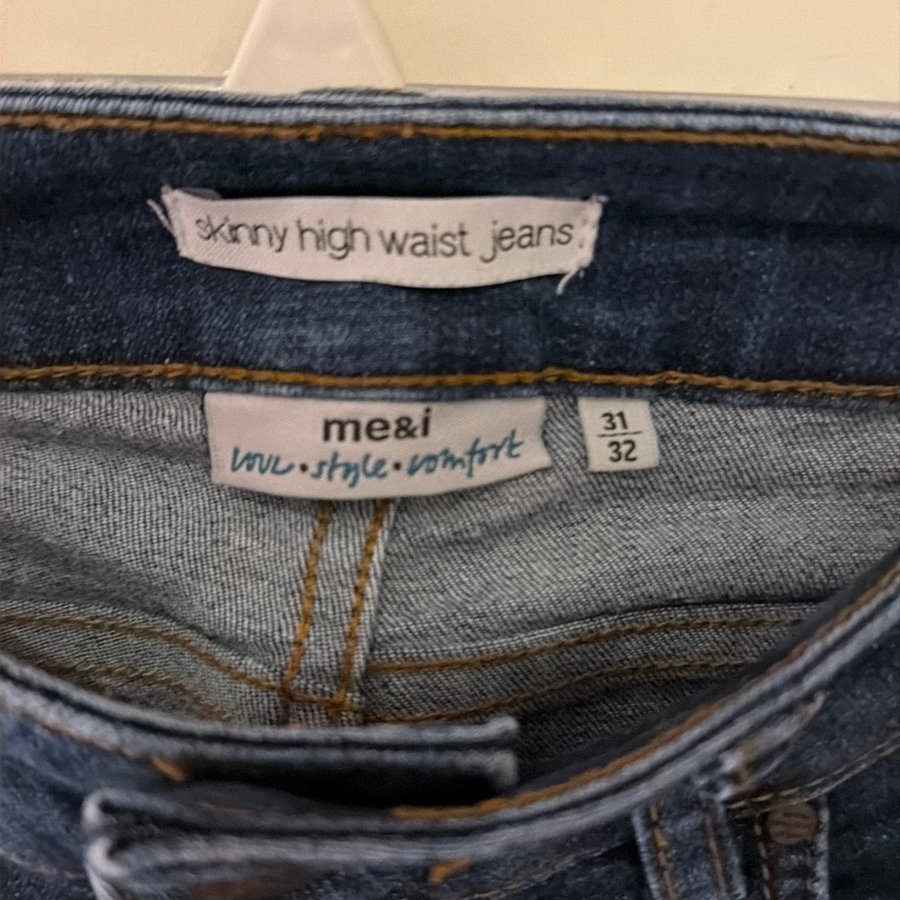 skinny high waist jeans
me&i
love • style • comfort
31
32